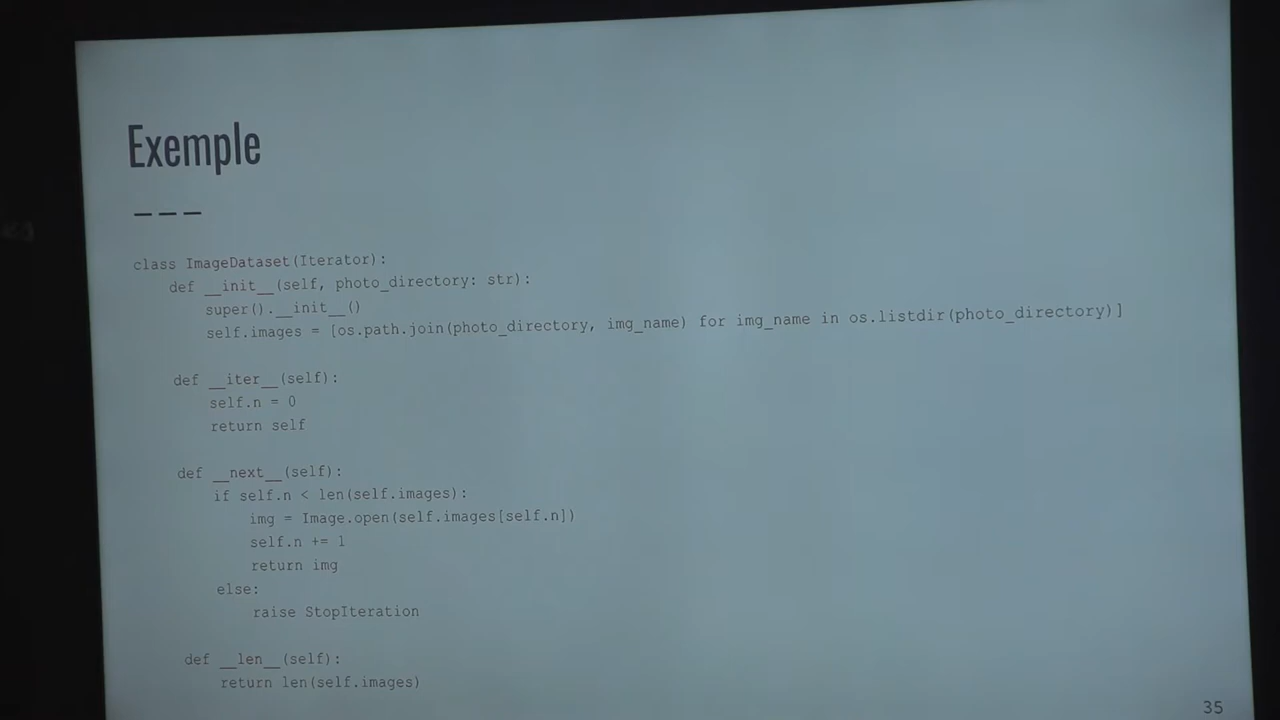 Exemple
---
class ImageDataset(Iterator):
    def __init__(self, photo_directory: str):
        super().__init__()
        self.images = [os.path.join(photo_directory, img_name) for img_name in os.listdir(photo_directory)]

    def __iter__(self):
        self.n = 0
        return self

    def __next__(self):
        if self.n < len(self.images):
            img = Image.open(self.images[self.n])
            self.n += 1
            return img
        else:
            raise StopIteration

    def __len__(self):
        return len(self.images)
35